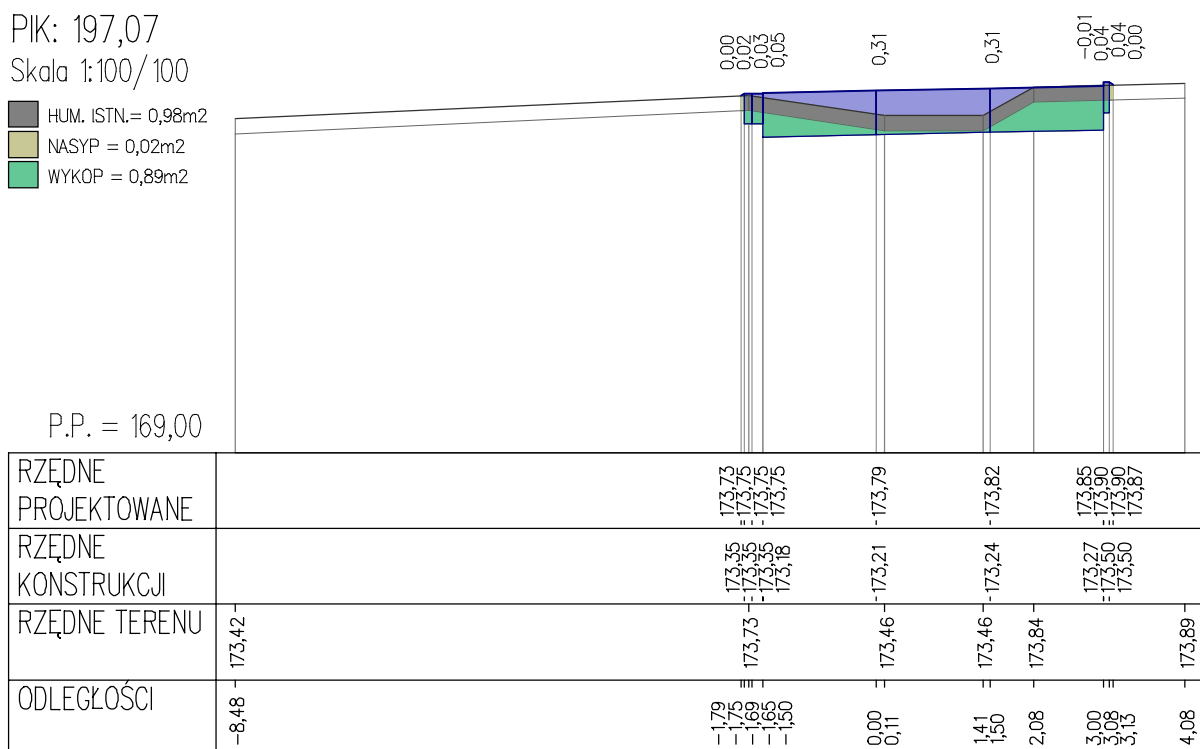 PIK: 197,07
Skala 1:100/100
HUM. ISTN.= 0,98m2
NASYP = 0,02m2
WYKOP = 0,89m2
0,00 0,02 0,03 0,05 0,31 0,31 -0,01 0,04 0,04 0,00
P.P. = 169,00
RZĘDNE
PROJEKTOWANE
173,73 173,75 173,75 173,75 173,79 173,82 173,85 173,90 173,90 173,87
RZĘDNE
KONSTRUKCJI
173,35 173,35 173,35 173,18 173,21 173,24 173,27 173,50 173,50
RZĘDNE TERENU
173,42 173,73 173,46 173,46 173,84 173,89
ODLEGŁOŚCI
-8,48 -1,79 -1,75 -1,69 -1,65 -1,50 0,00 0,11 1,41 1,50 2,08 3,00 3,08 3,13 4,08